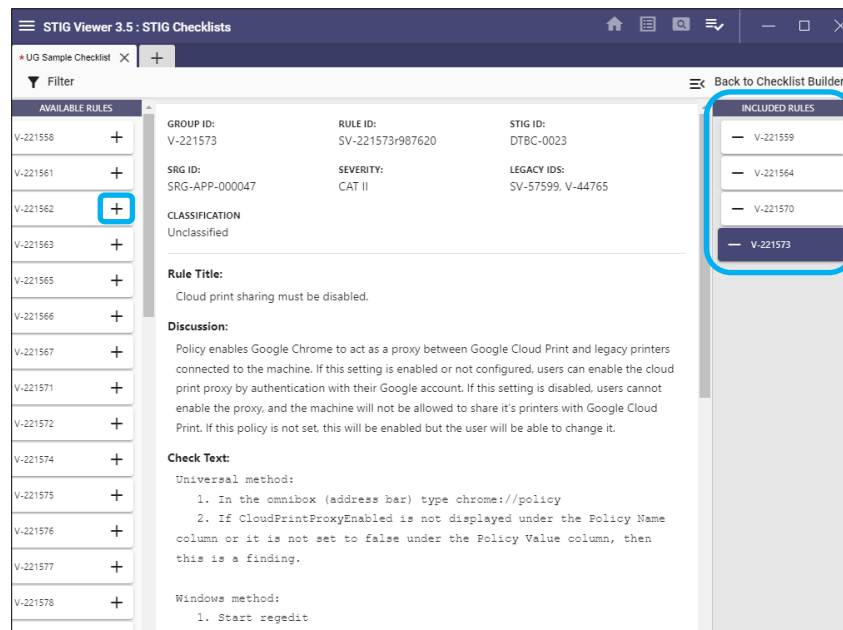 STIG Viewer 3.5 : STIG Checklists
* UG Sample Checklist
Filter
Back to Checklist Builder
AVAILABLE RULES
V-221558
V-221561
V-221562
V-221563
V-221565
V-221566
V-221567
V-221571
V-221572
V-221574
V-221575
V-221576
V-221577
V-221578
GROUP ID:
V-221573
RULE ID:
SV-221573r987620
STIG ID:
DTBC-0023
SRG ID:
SRG-APP-000047
SEVERITY:
CAT II
LEGACY IDS:
SV-57599, V-44765
CLASSIFICATION
Unclassified
Rule Title:
Cloud print sharing must be disabled.
Discussion:
Policy enables Google Chrome to act as a proxy between Google Cloud Print and legacy printers
connected to the machine. If this setting is enabled or not configured, users can enable the cloud
print proxy by authentication with their Google account. If this setting is disabled, users cannot
enable the proxy, and the machine will not be allowed to share it's printers with Google Cloud
Print. If this policy is not set, this will be enabled but the user will be able to change it.
Check Text:
Universal method:
1. In the omnibox (address bar) type chrome://policy
2. If CloudPrintProxyEnabled is not displayed under the Policy Name
column or it is not set to false under the Policy Value column, then
this is a finding.
Windows method:
1. Start regedit
INCLUDED RULES
V-221559
V-221564
V-221570
V-221573